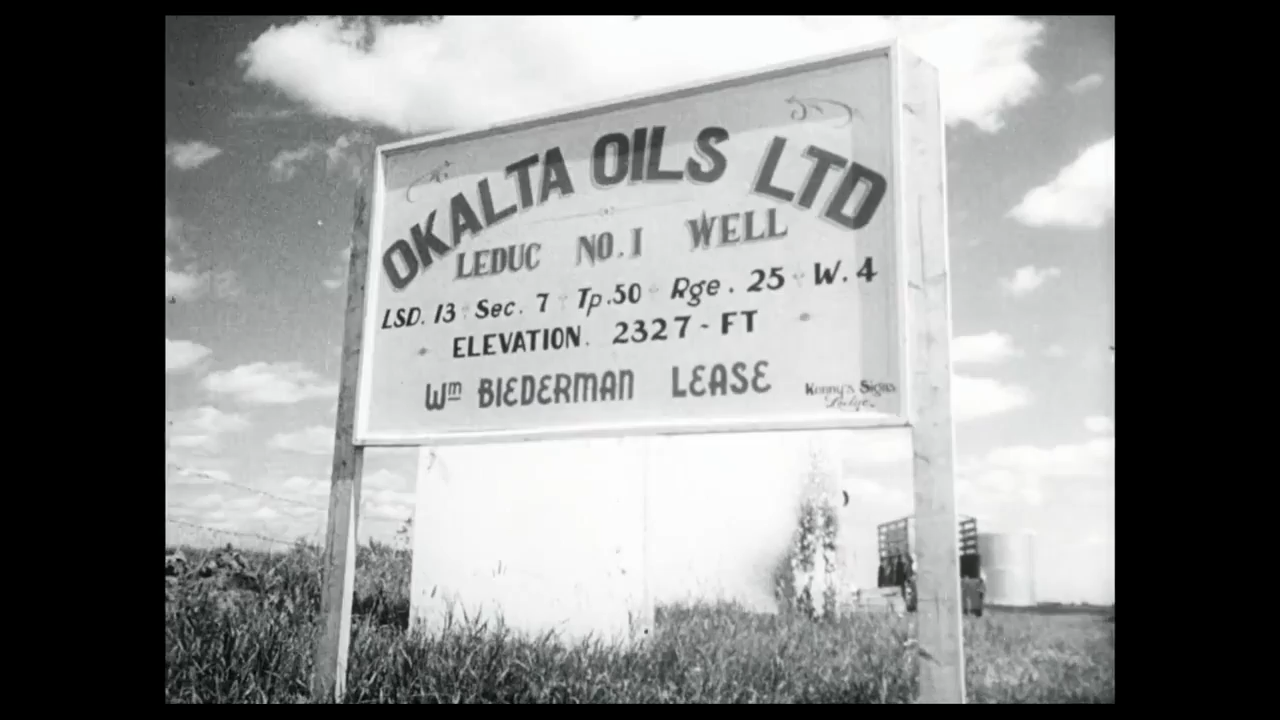 OKALTA OILS LTD
LEDUC NO. 1 WELL
LSD. 13 Sec. 7 Tp. 50 Rge. 25 W. 4
ELEVATION. 2327 - FT
Wm BIEDERMAN LEASE
Kenny's Signs